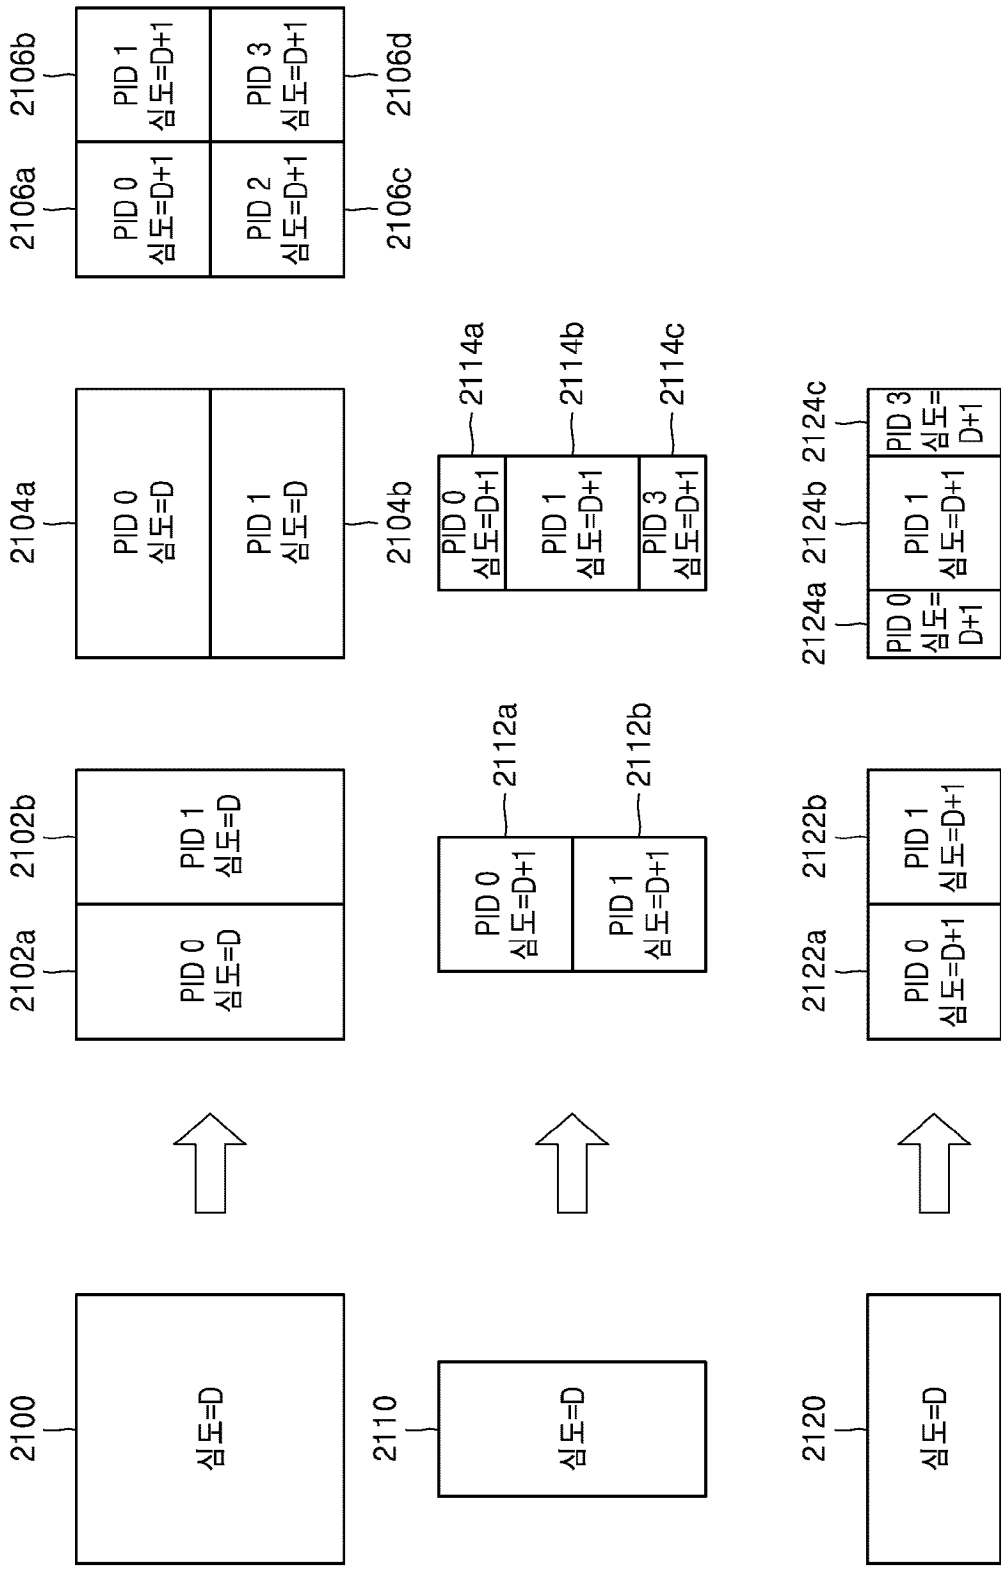 2100
심도=D
2102a
2102b
PID 0
심도=D
PID 1
심도=D
2104a
PID 0
심도=D
PID 1
심도=D
2104b
2106a
2106b
PID 0
심도=D+1
PID 1
심도=D+1
PID 2
심도=D+1
PID 3
심도=D+1
2106c
2106d
2110
심도=D
PID 0
심도=D+1
2112a
PID 1
심도=D+1
2112b
PID 0
심도=D+1
2114a
PID 1
심도=D+1
2114b
PID 3
심도=D+1
2114c
2120
심도=D
2122a
2122b
PID 0
심도=D+1
PID 1
심도=D+1
2124a
2124b
2124c
PID 0
심도=
D+1
PID 1
심도=D+1
PID 3
심도=
D+1